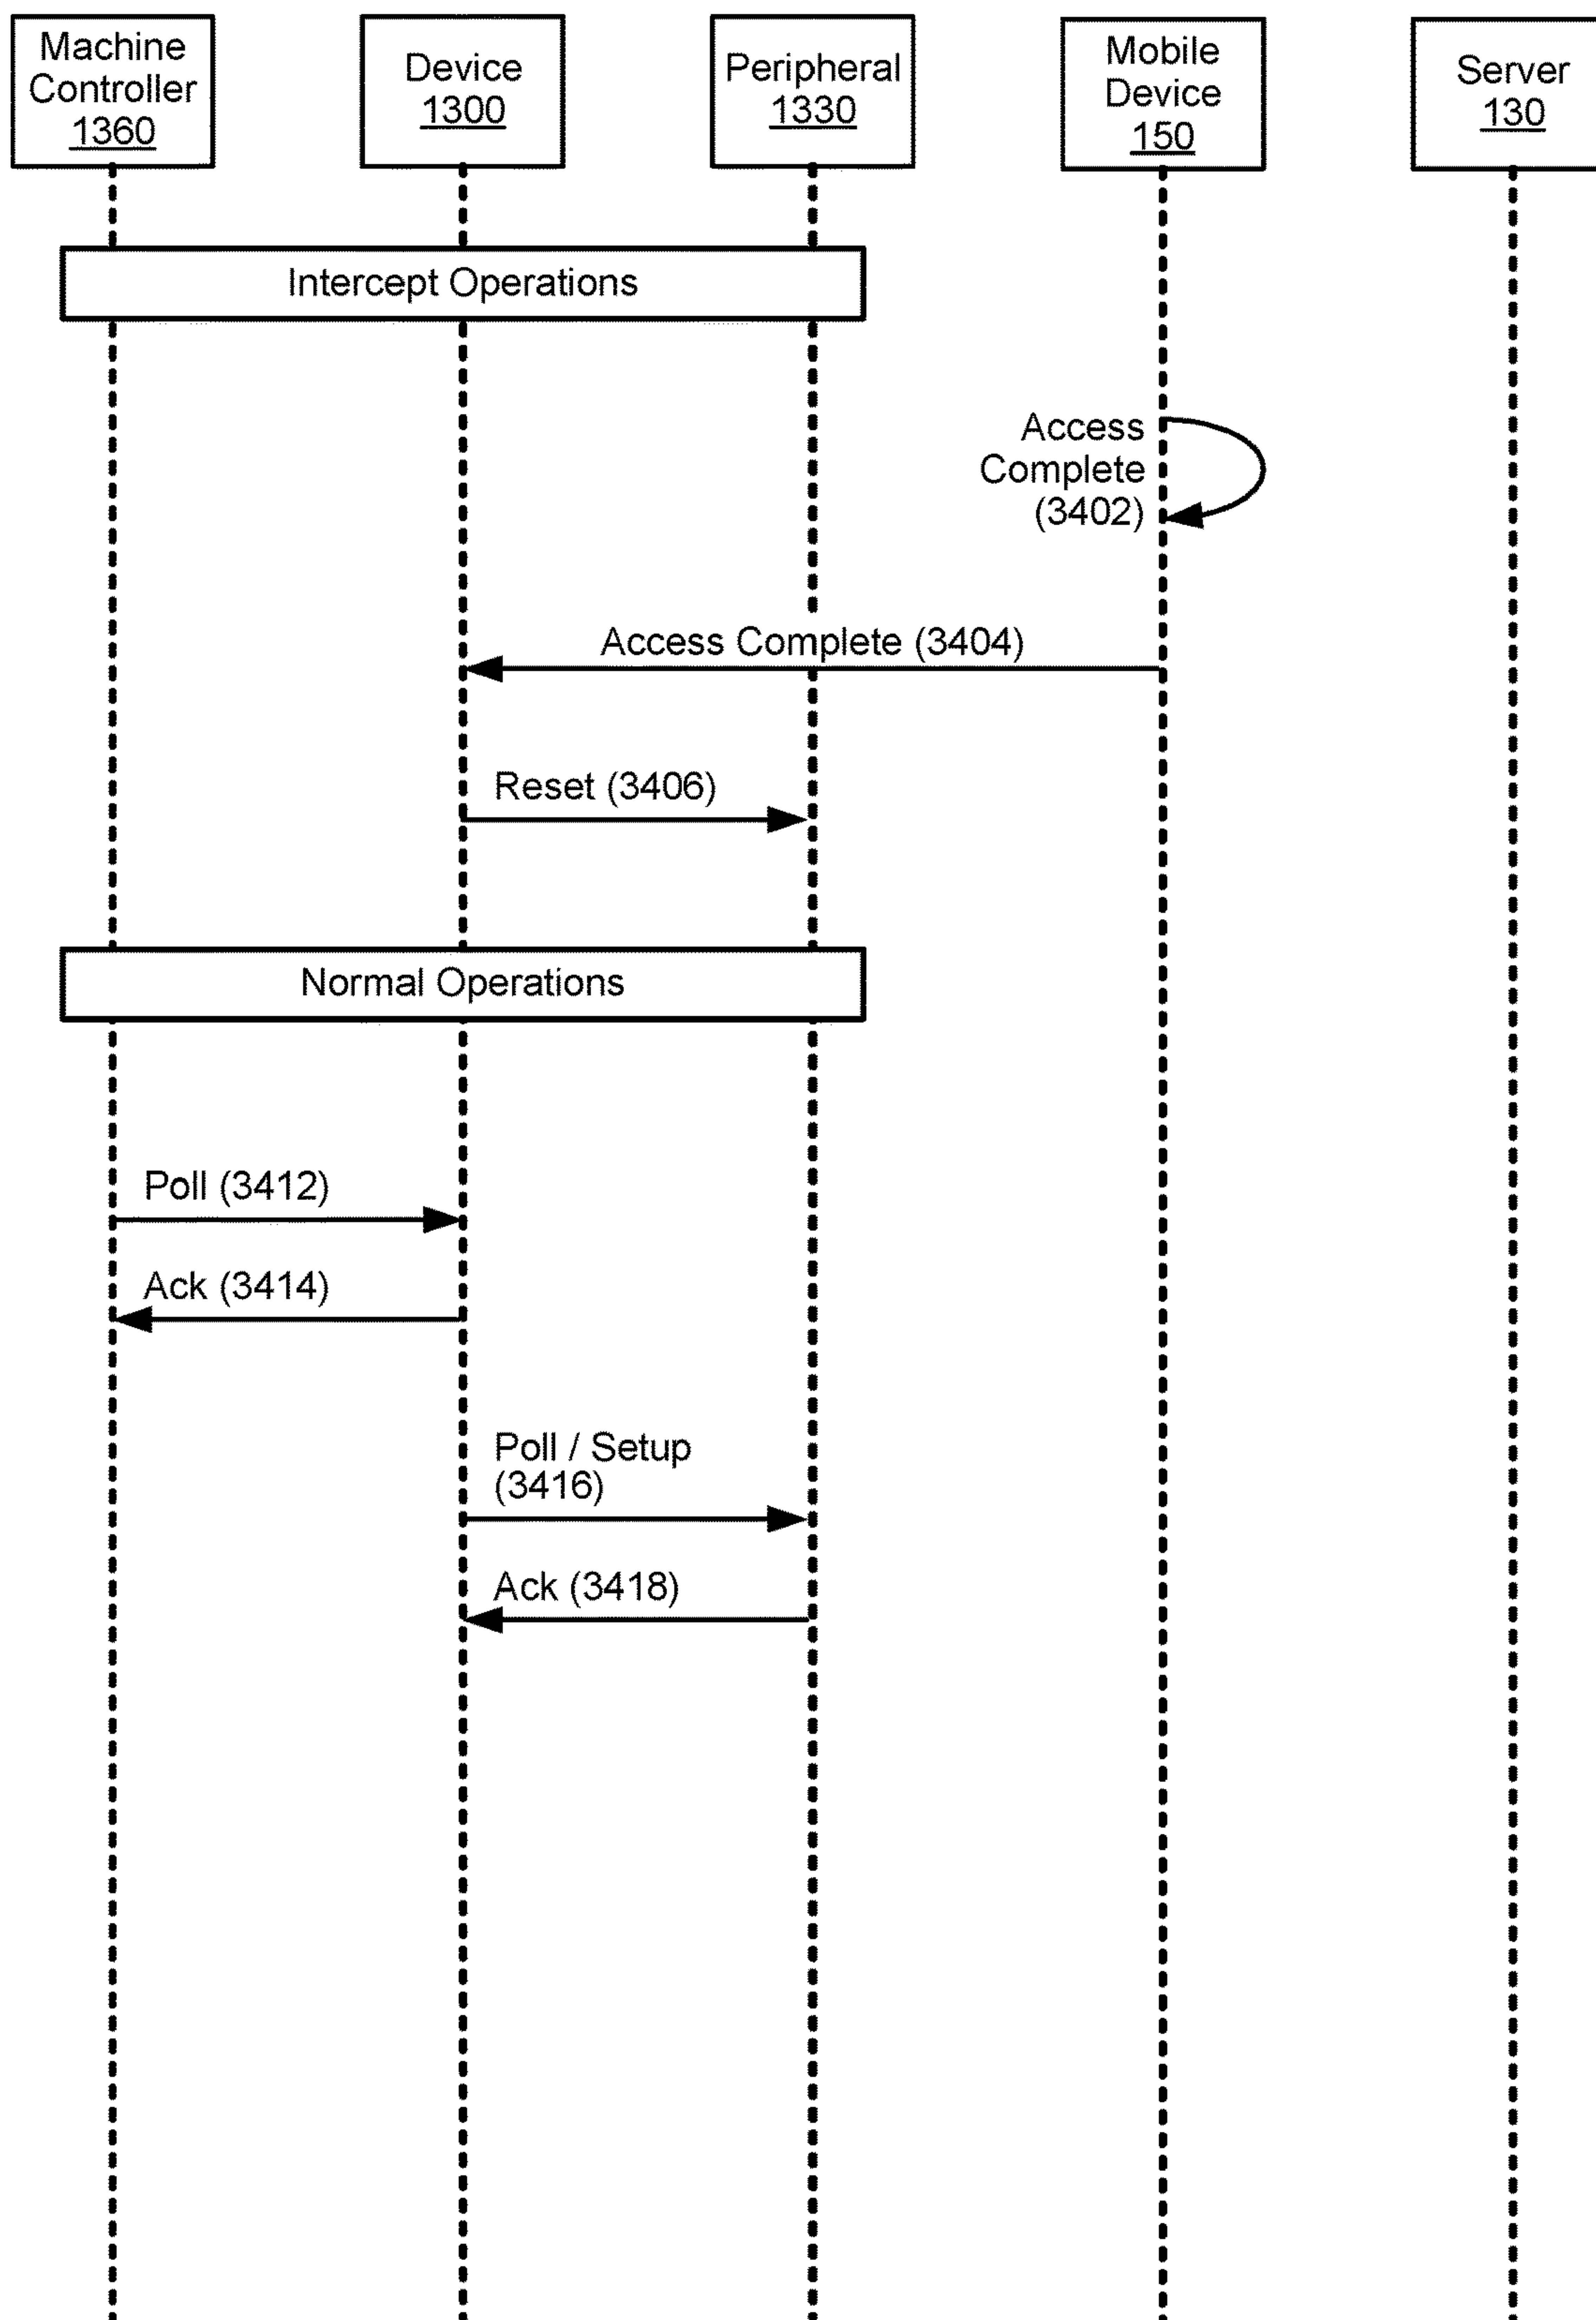 Machine
Controller
1360
Device
1300
Peripheral
1330
Mobile
Device
150
Server
130
Intercept Operations
Access
Complete
(3402)
Access Complete (3404)
Reset (3406)
Normal Operations
Poll (3412)
Ack (3414)
Poll / Setup
(3416)
Ack (3418)